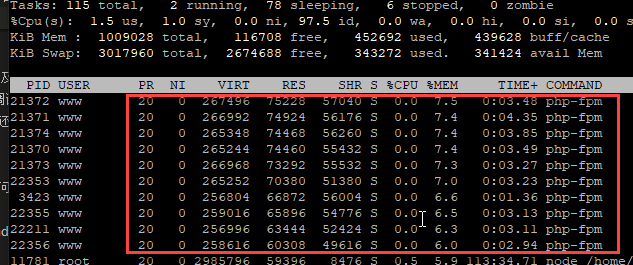 Tasks: 115 total,   2 running,  78 sleeping,   6 stopped,   0 zombie
%Cpu(s):  1.5 us,  1.0 sy,  0.0 ni, 97.5 id,  0.0 wa,  0.0 hi,  0.0 si,  0.0 s
KiB Mem :  1009028 total,   116708 free,   452692 used,   439628 buff/cache
KiB Swap:  3017960 total,  2674688 free,   343272 used.   341424 avail Mem
PID USER      PR  NI    VIRT    RES    SHR S %CPU %MEM     TIME+ COMMAND
21372 www       20   0  267496  75228  57040 S  0.0  7.5   0:03.48 php-fpm
21371 www       20   0  266992  74924  56176 S  0.0  7.4   0:04.35 php-fpm
21374 www       20   0  265348  74468  56260 S  0.0  7.4   0:03.85 php-fpm
21370 www       20   0  265244  74460  55432 S  0.0  7.4   0:03.49 php-fpm
21373 www       20   0  266968  73292  55532 S  0.0  7.3   0:03.27 php-fpm
22353 www       20   0  265252  70380  51380 S  0.0  7.0   0:03.23 php-fpm
3423 www       20   0  256804  66872  56004 S  0.0  6.6   0:01.36 php-fpm
22355 www       20   0  259016  65896  54776 S  0.0  6.5   0:03.13 php-fpm
22211 www       20   0  256996  63444  52424 S  0.0  6.3   0:03.11 php-fpm
22356 www       20   0  258616  60308  49616 S  0.0  6.0   0:02.94 php-fpm
11781 root      20   0 2985796  59396   8476 S  0.5  5.9 113:34.71 node /home/